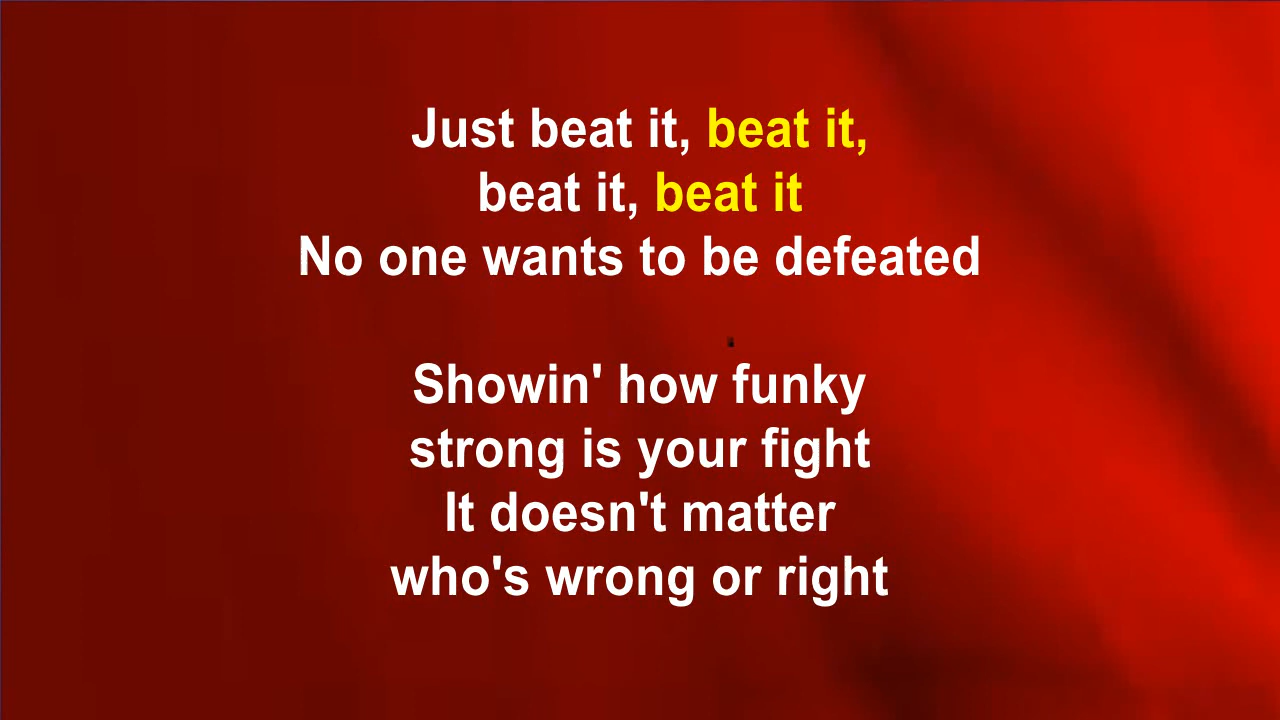 Just beat it, beat it,
beat it, beat it
No one wants to be defeated
Showin' how funky
strong is your fight
It doesn't matter
who's wrong or right